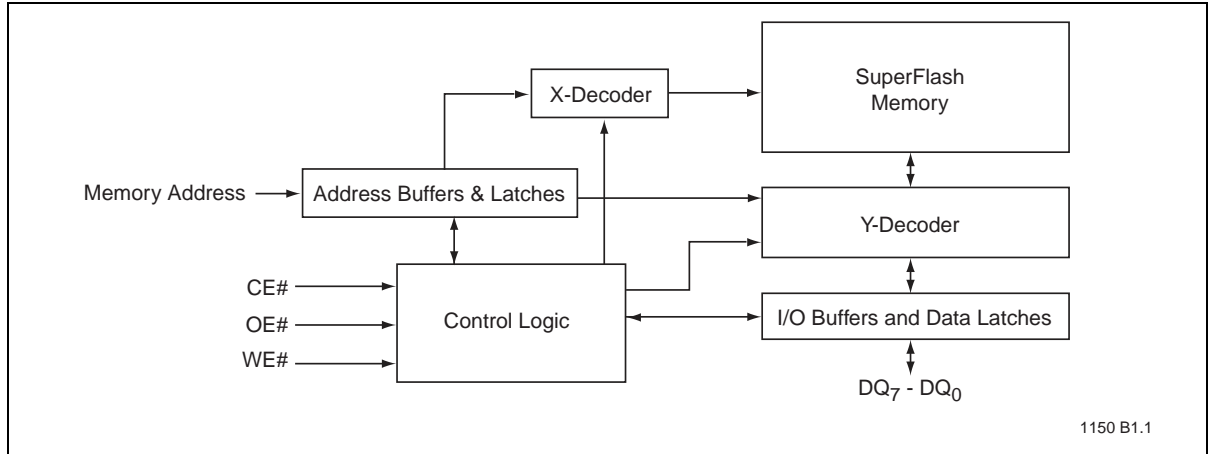 SuperFlash
Memory
X-Decoder
Memory Address
Address Buffers & Latches
Y-Decoder
CE#
OE#
WE#
Control Logic
I/O Buffers and Data Latches
DQ7 - DQ0
1150 B1.1